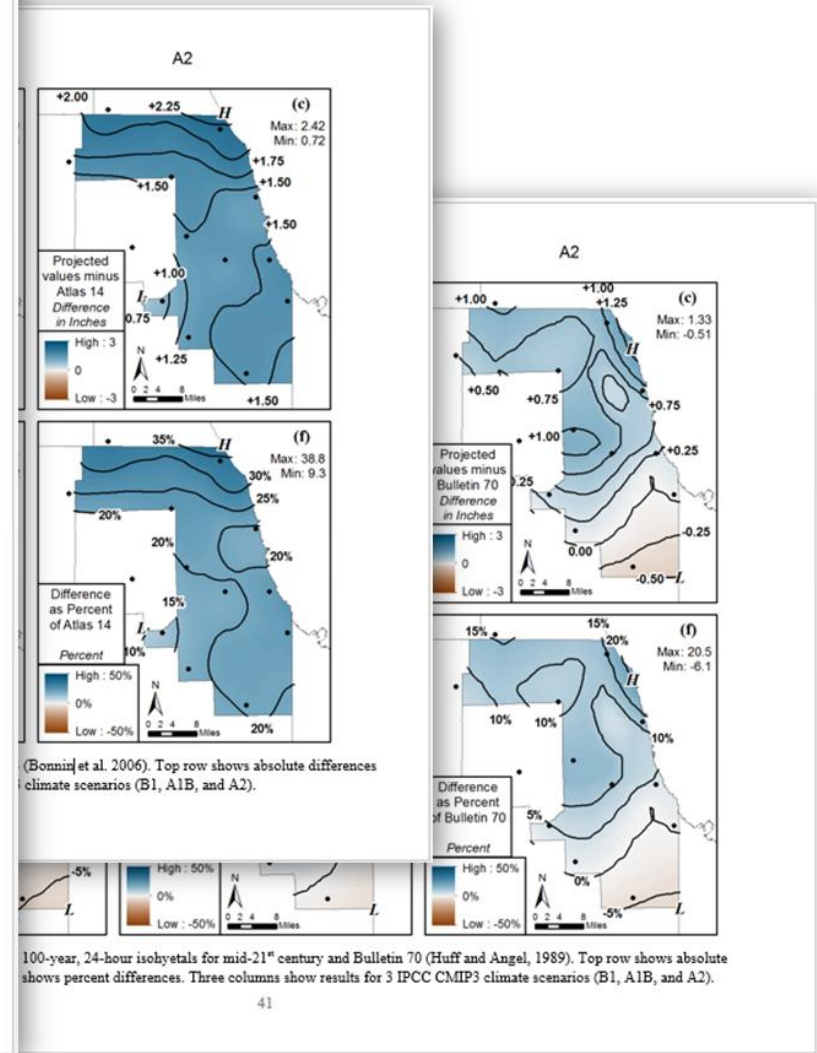 A2
+2.00
+2.25
H
(c)
Max: 2.42
Min: 0.72
+1.75
+1.50
+1.50
+1.50
Projected
values minus
Atlas 14
Difference
in Inches
+1.00
L
0.75
High : 3
0
Low : -3
N
+1.25
0 2 4 8
Miles
+1.50
35%
H
(f)
Max: 38.8
Min: 9.3
30%
25%
20%
20%
20%
15%
Difference
as Percent
of Atlas 14
Percent
L
10%
High : 50%
0%
Low : -50%
N
0 2 4 8
Miles
20%
(Bonnin et al. 2006). Top row shows absolute differences
climate scenarios (B1, A1B, and A2).
A2
+1.00
+1.00
+1.25
(c)
Max: 1.33
Min: -0.51
H
+0.50
+0.75
+0.75
+1.00
+0.25
Projected
values minus
Bulletin 70
Difference
in Inches
0.25
High : 3
0
Low : -3
N
0.00
-0.25
-0.50
L
0 2 4 8
Miles
15%
15%
20%
(f)
Max: 20.5
Min: -6.1
H
10%
10%
10%
Difference
as Percent
of Bulletin 70
Percent
5%
High : 50%
0%
Low : -50%
N
0%
-5%
L
0 2 4 8
Miles
-5%
L
High : 50%
0%
Low : -50%
N
0 2 4 8
Miles
L
100-year, 24-hour isohyetals for mid-21st century and Bulletin 70 (Huff and Angel, 1989). Top row shows absolute
shows percent differences. Three columns show results for 3 IPCC CMIP3 climate scenarios (B1, A1B, and A2).
41